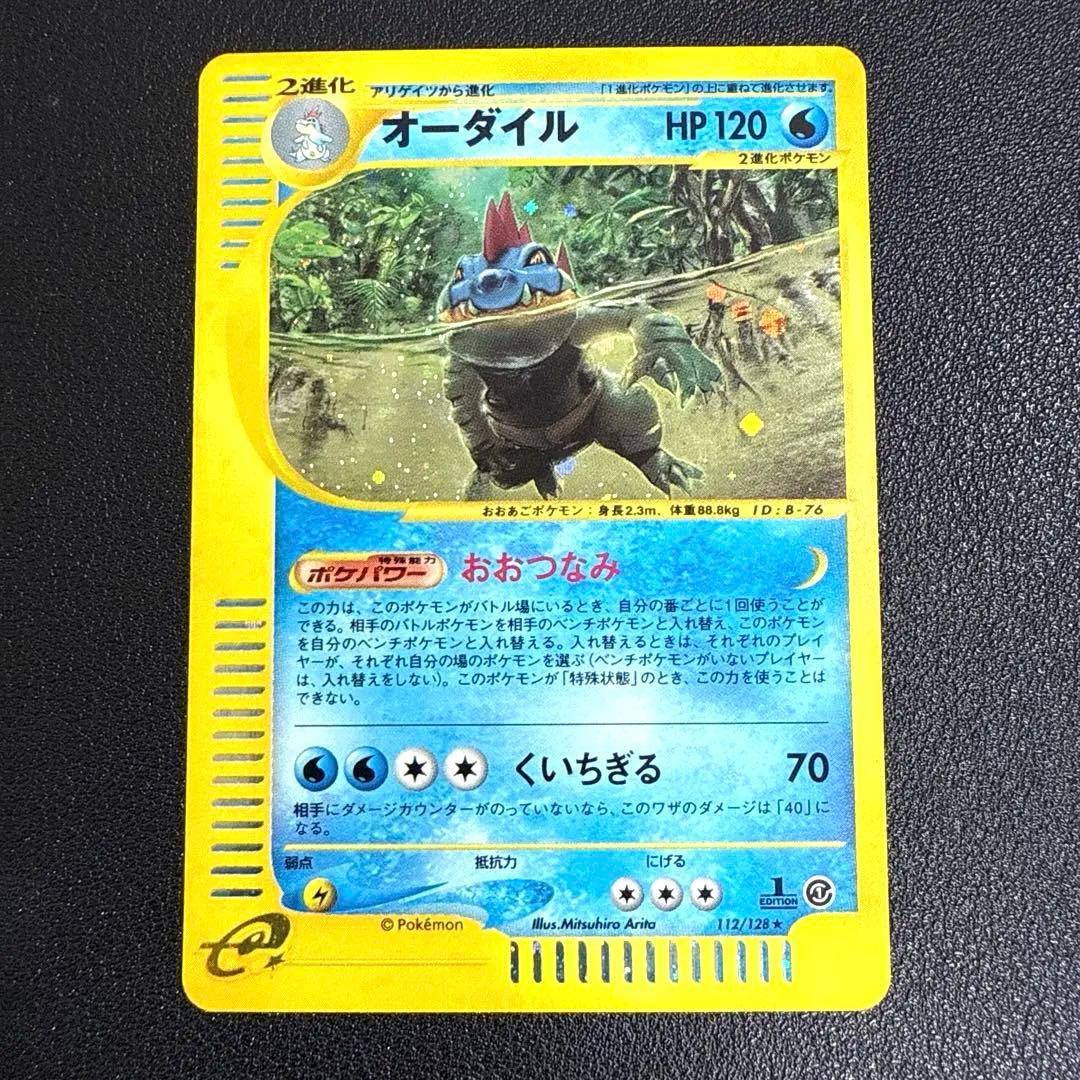 2進化 アリゲイツから進化 「1進化ポケモン」の上に重ねて進化させます。
オーダイル HP 120
2進化ポケモン
おおあごポケモン：身長2.3m、体重88.8kg ID：B-76
ポケパワー 特殊能力 おおつなみ
この力は、このポケモンがバトル場にいるとき、自分の番ごとに1回使うことが
できる。相手のバトルポケモンを相手のベンチポケモンと入れ替え、このポケモン
を自分のベンチポケモンと入れ替える。入れ替えるときは、それぞれのプレイ
ヤーが、それぞれ自分の場のポケモンを選ぶ（ベンチポケモンがいないプレイヤー
は、入れ替えをしない）。このポケモンが「特殊状態」のとき、この力を使うことは
できない。
くいちぎる 70
相手にダメージカウンターがのっていないなら、このワザのダメージは「40」に
なる。
弱点 抵抗力 にげる
1 EDITION
©Pokémon Illus.Mitsuhiro Arita 112/128★
e